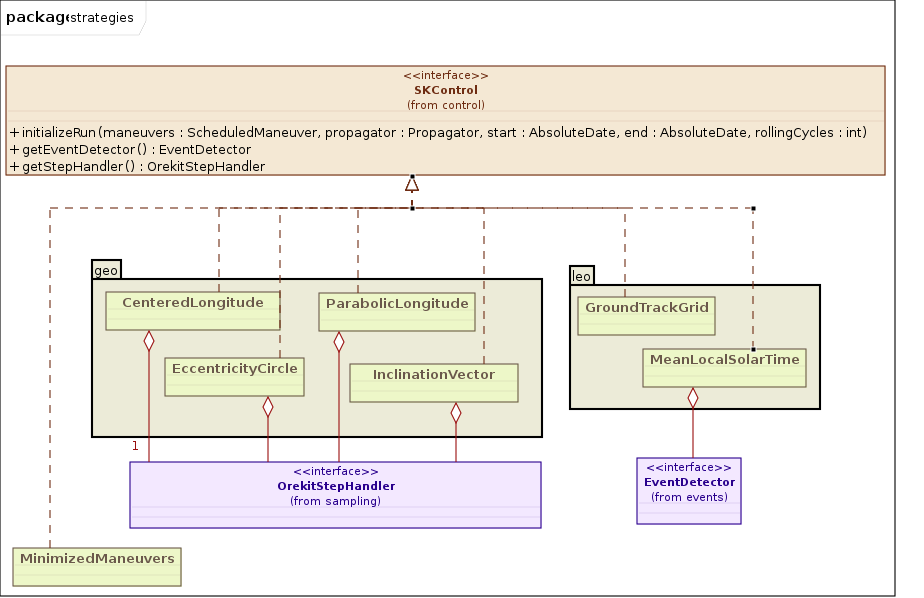 package strategies
<<interface>>
SKControl
(from control)
+ initializeRun(maneuvers : ScheduledManeuver, propagator : Propagator, start : AbsoluteDate, end : AbsoluteDate, rollingCycles : int)
+ getEventDetector() : EventDetector
+ getStepHandler() : OrekitStepHandler
geo
CenteredLongitude
ParabolicLongitude
EccentricityCircle
InclinationVector
leo
GroundTrackGrid
MeanLocalSolarTime
1
<<interface>>
OrekitStepHandler
(from sampling)
<<interface>>
EventDetector
(from events)
MinimizedManeuvers